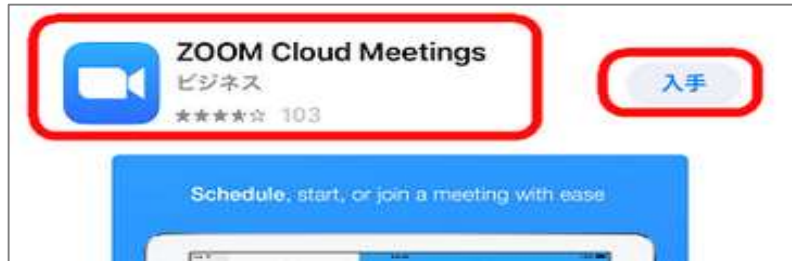 ZOOM Cloud Meetings
ビジネス
入手
★★★★☆ 103
Schedule, start, or join a meeting with ease